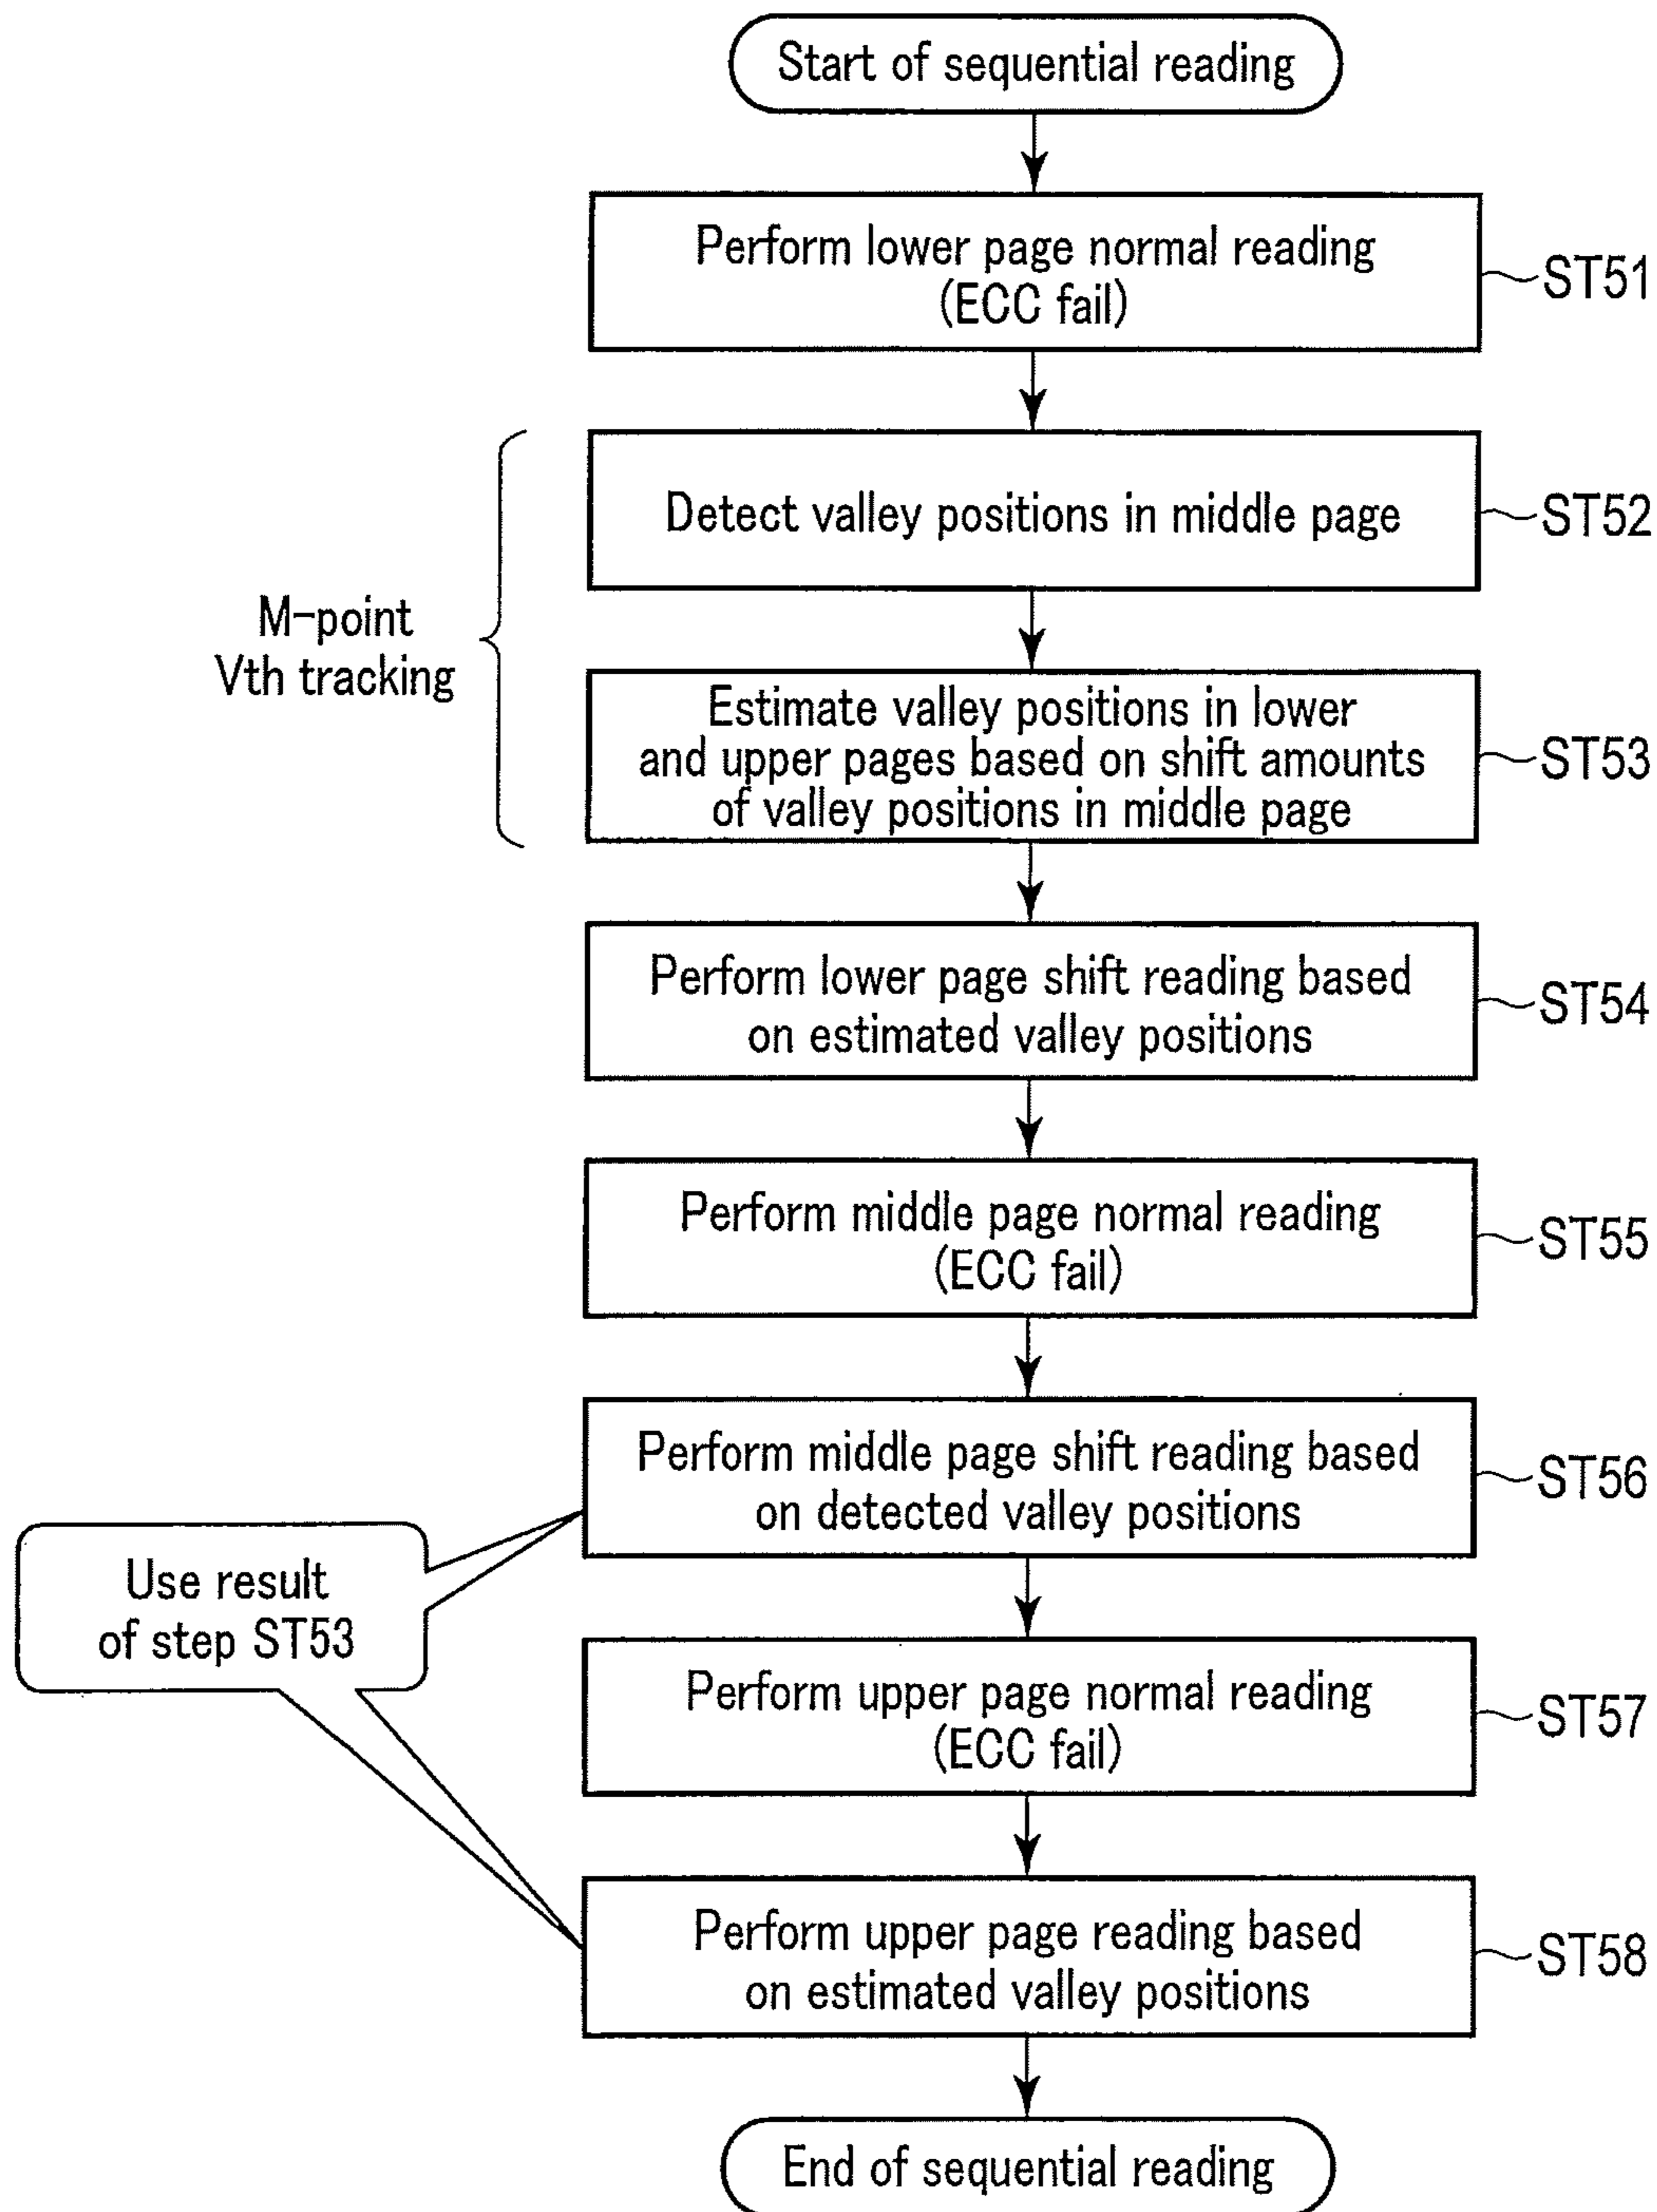 Start of sequential reading
Perform lower page normal reading
(ECC fail)
ST51
Detect valley positions in middle page
ST52
M-point
Vth tracking
Estimate valley positions in lower
and upper pages based on shift amounts
of valley positions in middle page
ST53
Perform lower page shift reading based
on estimated valley positions
ST54
Perform middle page normal reading
(ECC fail)
ST55
Perform middle page shift reading based
on detected valley positions
ST56
Use result
of step ST53
Perform upper page normal reading
(ECC fail)
ST57
Perform upper page reading based
on estimated valley positions
ST58
End of sequential reading